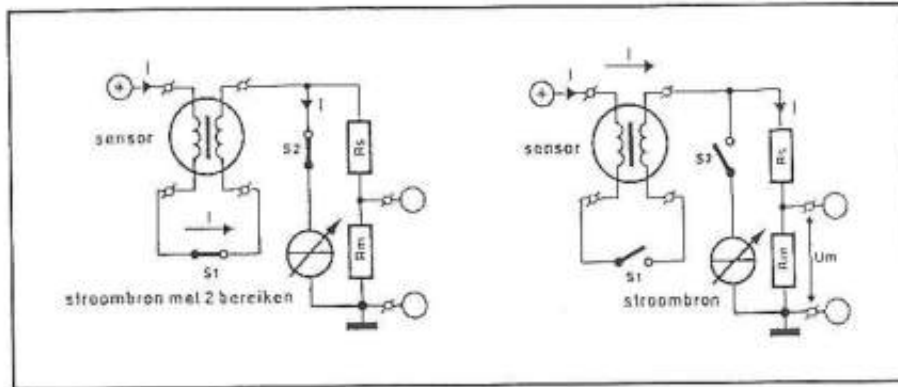 I
I
sensor
S2
Rs
Rm
I
S1
stroombron met 2 bereiken
I
I
I
sensor
S2
Rs
Rm
Um
S1
stroombron